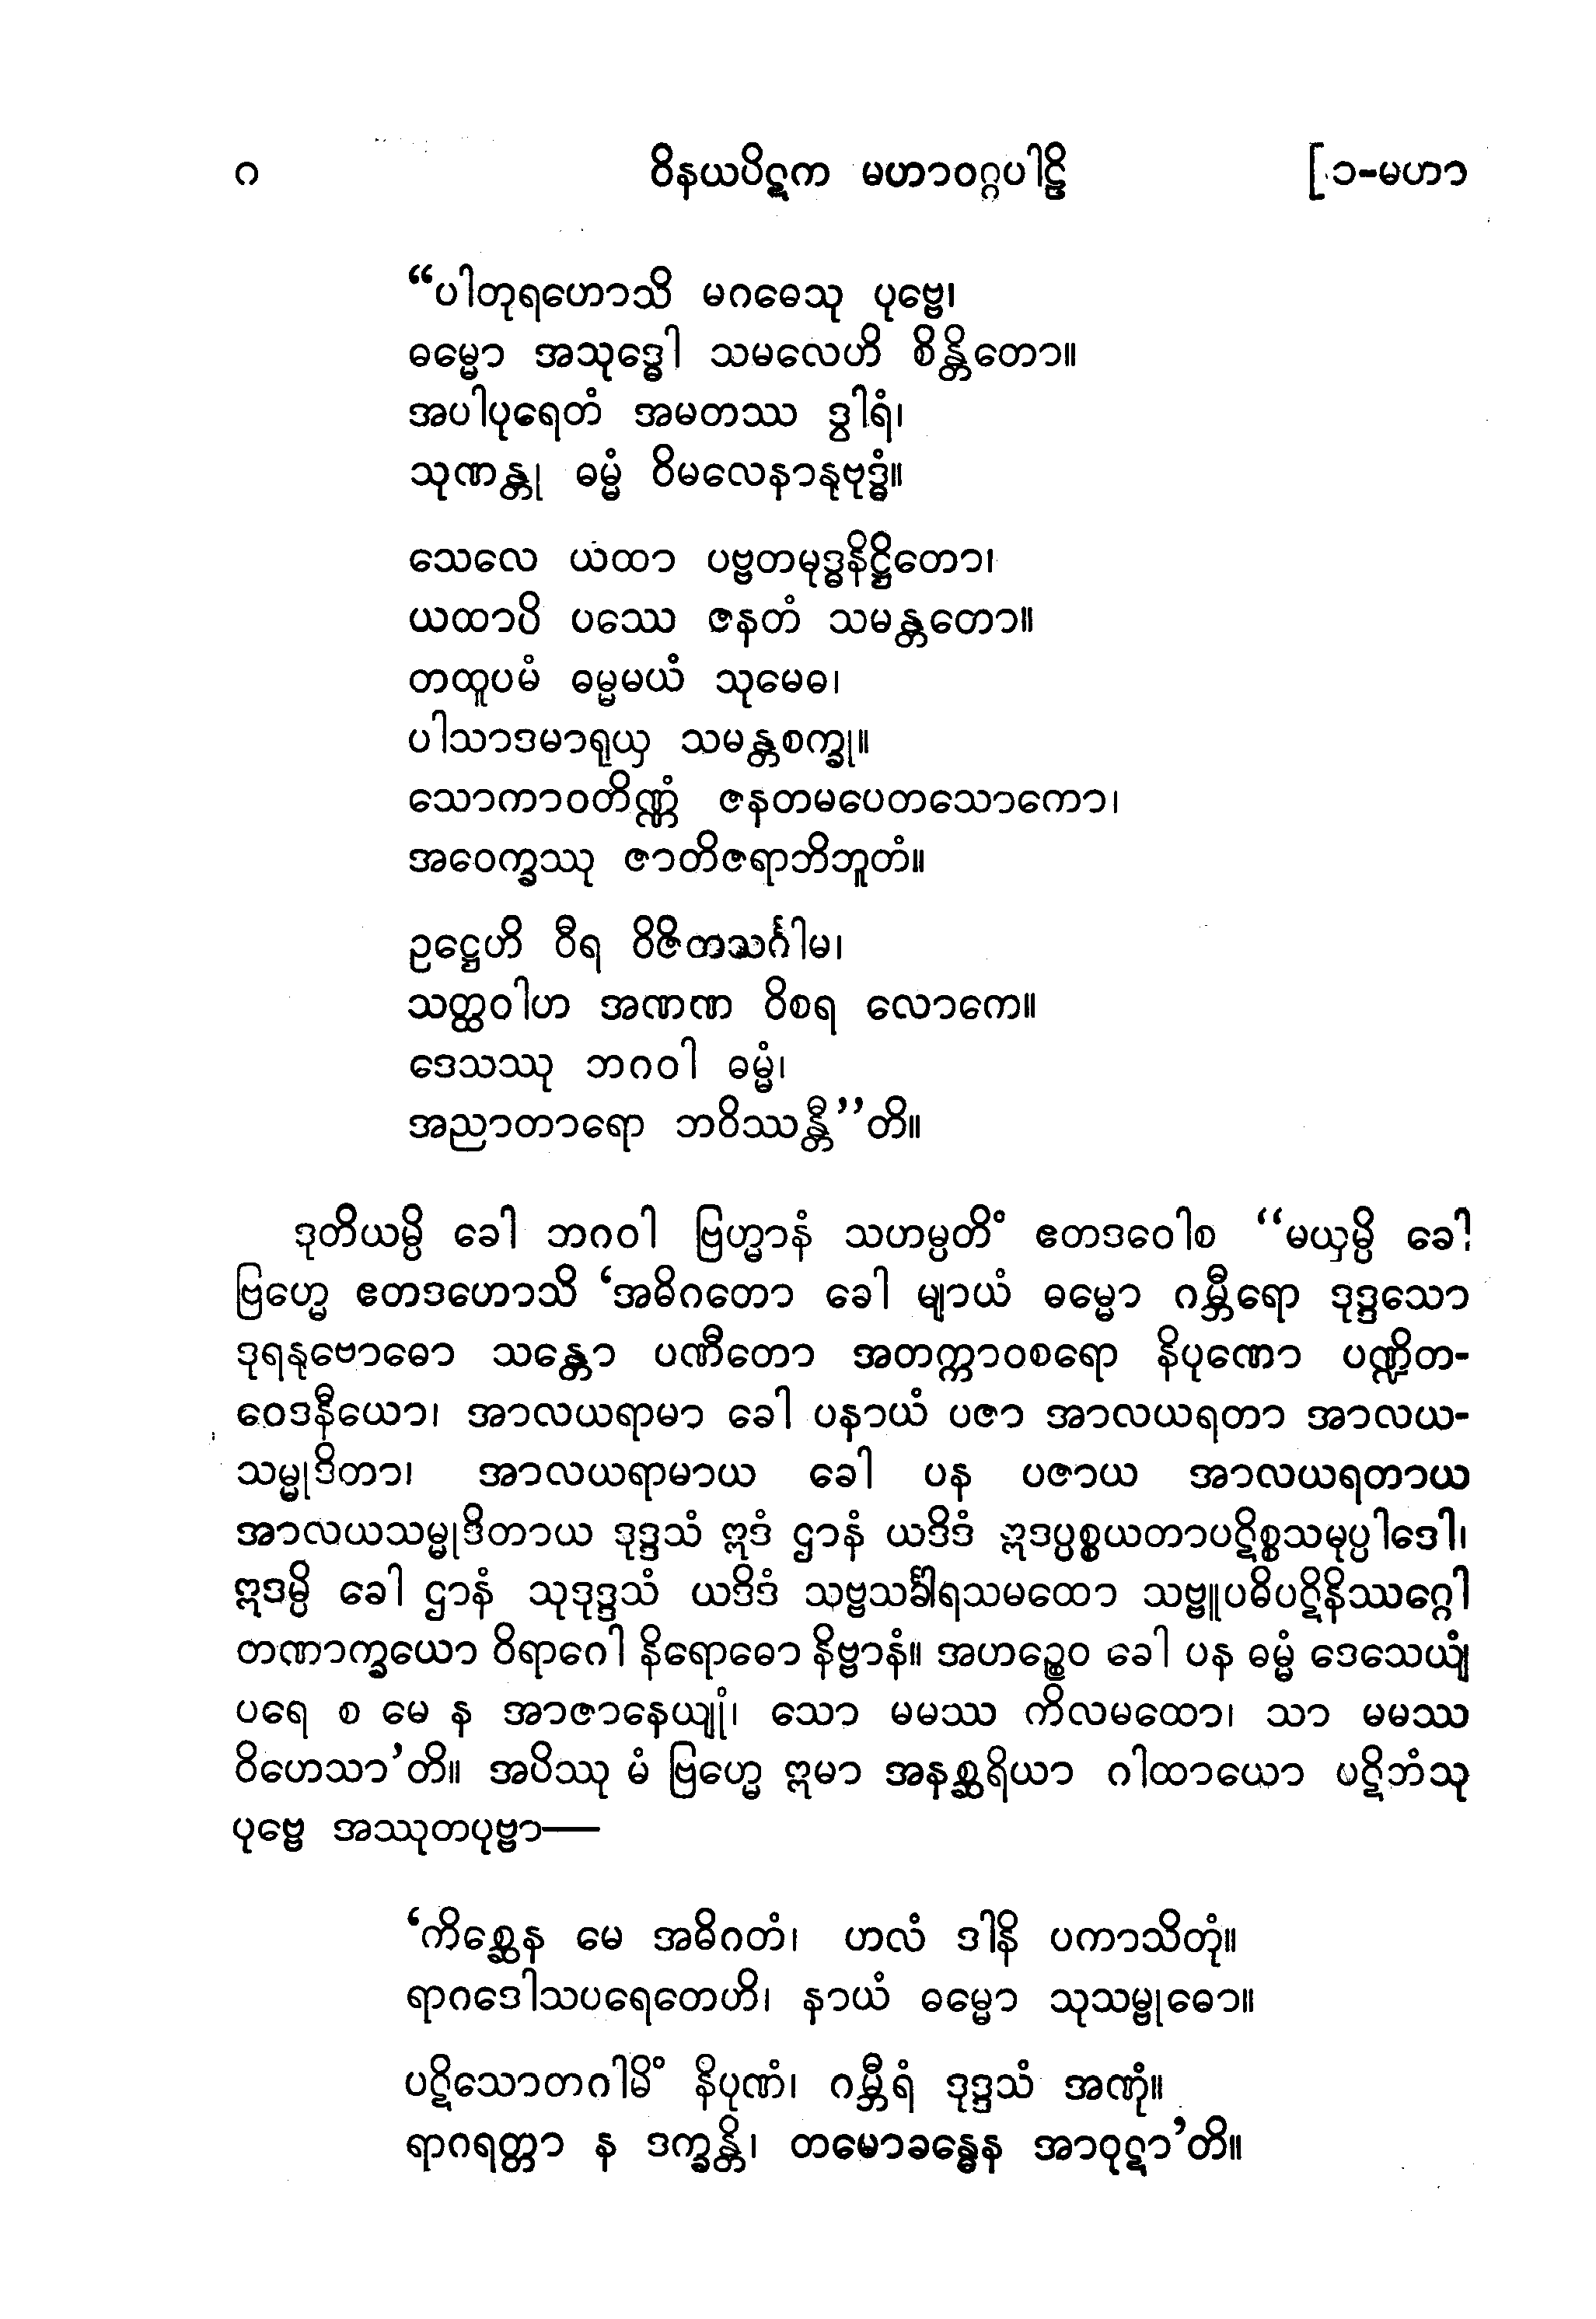 ဂ ဝိနယပိဋက မဟာဝဂ္ဂပါဠိ [ ၁-မဟာ
“ပါတုရဟောသိ မဂဓေသု ပုဗ္ဗေ၊
ဓမ္မော အသုဒ္ဓေါ သမလေဟိ စိန္တိတော။
အပါပုရေတံ အမတဿ ဒွါရံ၊
သုဏန္တု ဓမ္မံ ဝိမလေနာနုဗုဒ္ဓံ။
သေလေ ယထာ ပဗ္ဗတမုဒ္ဓနိဋ္ဌိတော၊
ယထာပိ ပဿေ ဇနတံ သမန္တတော။
တထူပမံ ဓမ္မမယံ သုမေဓ၊
ပါသာဒမာရုယှ သမန္တစက္ခု။
သောကာဝတိဏ္ဏံ ဇနတမပေတသောကော၊
အဝေက္ခဿု ဇာတိဇရာဘိဘူတံ။
ဥဋ္ဌေဟိ ဝီရ ဝိဇိတသင်္ဂါမ၊
သတ္ထဝါဟ အဏဏ ဝိစရ လောကေ။
ဒေသဿု ဘဂဝါ ဓမ္မံ၊
အညာတာရော ဘဝိဿန္တီ”တိ။
ဒုတိယမ္ပိ ခေါ ဘဂဝါ ဗြဟ္မာနံ သဟမ္ပတိံ ဧတဒဝေါစ “မယှမ္ပိ ခေါ
ဗြဟ္မေ ဧတဒဟောသိ ‘အဓိဂတော ခေါ မျာယံ ဓမ္မော ဂမ္ဘီရော ဒုဒ္ဒသော
ဒုရနုဗောဓော သန္တော ပဏီတော အတက္ကာဝစရော နိပုဏော ပဏ္ဍိတ-
ဝေဒနီယော၊ အာလယရာမာ ခေါ ပနာယံ ပဇာ အာလယရတာ အာလယ-
သမ္မုဒိတာ၊ အာလယရာမာယ ခေါ ပန ပဇာယ အာလယရတာယ
အာလယသမ္မုဒိတာယ ဒုဒ္ဒသံ ဣဒံ ဌာနံ ယဒိဒံ ဣဒပ္ပစ္စယတာပဋိစ္စသမုပ္ပါဒေါ၊
ဣဒမ္ပိ ခေါ ဌာနံ သုဒုဒ္ဒသံ ယဒိဒံ သဗ္ဗသင်္ခါရသမထော သဗ္ဗူပဓိပဋိနိဿဂ္ဂေါ
တဏာက္ခယော ဝိရာဂေါ နိရောဓော နိဗ္ဗာနံ။ အဟဉ္စေဝ ခေါ ပန ဓမ္မံ ဒေသေယျံ
ပရေ စ မေ န အာဇာနေယျုံ၊ သော မမဿ ကိလမထော၊ သာ မမဿ
ဝိဟေသာ’တိ။ အပိဿု မံ ဗြဟ္မေ ဣမာ အနစ္ဆရိယာ ဂါထာယော ပဋိဘံသု
ပုဗ္ဗေ အဿုတပုဗ္ဗာ—
‘ကိစ္ဆေန မေ အဓိဂတံ၊ ဟလံ ဒါနိ ပကာသိတုံ။
ရာဂဒေါသပရေတေဟိ၊ နာယံ ဓမ္မော သုသမ္ဗုဓော။
ပဋိသောတဂါမိံ နိပုဏံ၊ ဂမ္ဘီရံ ဒုဒ္ဒသံ အဏုံ။
ရာဂရတ္တာ န ဒက္ခန္တိ၊ တမောခန္ဓေန အာဝုဋာ’တိ။